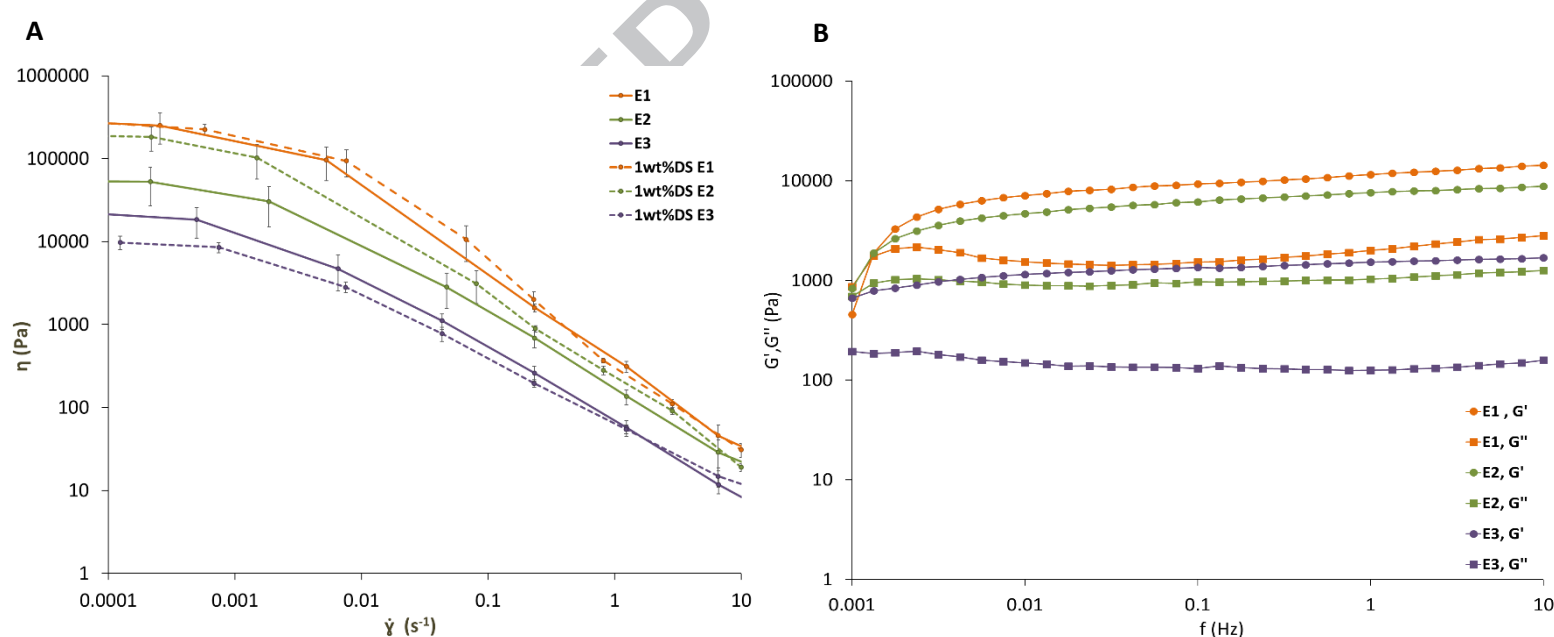 A
η (Pa)
1000000
100000
10000
1000
100
10
1
0.0001
0.001
0.01
0.1
1
10
γ̇ (s⁻¹)
E1
E2
E3
1wt%DS E1
1wt%DS E2
1wt%DS E3
B
G',G'' (Pa)
100000
10000
1000
100
10
1
0.001
0.01
0.1
1
10
f (Hz)
E1 , G'
E1, G''
E2, G'
E2, G''
E3, G'
E3, G''